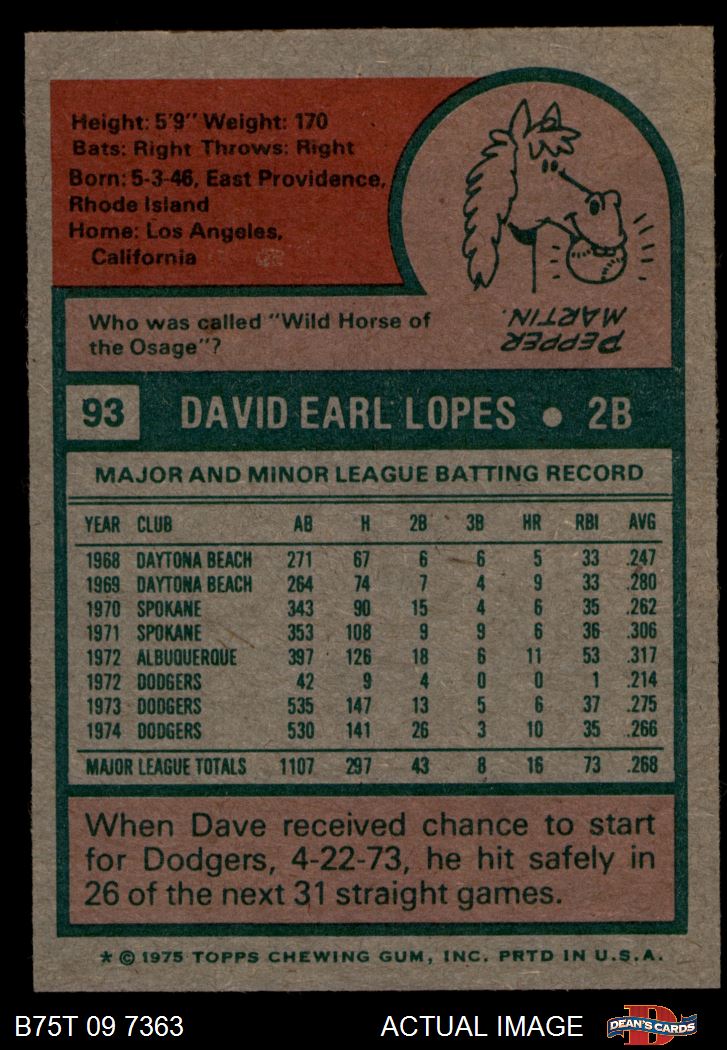 Height: 5'9" Weight: 170
Bats: Right Throws: Right
Born: 5-3-46, East Providence,
Rhode Island
Home: Los Angeles,
California
Who was called "Wild Horse of
the Osage"?
PEPPER
MARTIN.
93 DAVID EARL LOPES • 2B
MAJOR AND MINOR LEAGUE BATTING RECORD
YEAR CLUB AB H 2B 3B HR RBI AVG
1968 DAYTONA BEACH 271 67 6 6 5 33 .247
1969 DAYTONA BEACH 264 74 7 4 9 33 .280
1970 SPOKANE 343 90 15 4 6 35 .262
1971 SPOKANE 353 108 9 9 6 36 .306
1972 ALBUQUERQUE 397 126 18 6 11 53 .317
1972 DODGERS 42 9 4 0 0 1 .214
1973 DODGERS 535 147 13 5 6 37 .275
1974 DODGERS 530 141 26 3 10 35 .266
MAJOR LEAGUE TOTALS 1107 297 43 8 16 73 .268
When Dave received chance to start
for Dodgers, 4-22-73, he hit safely in
26 of the next 31 straight games.
* © 1975 TOPPS CHEWING GUM, INC. PRTD IN U.S.A.
B75T 09 7363 ACTUAL IMAGE D DEAN'S CARDS